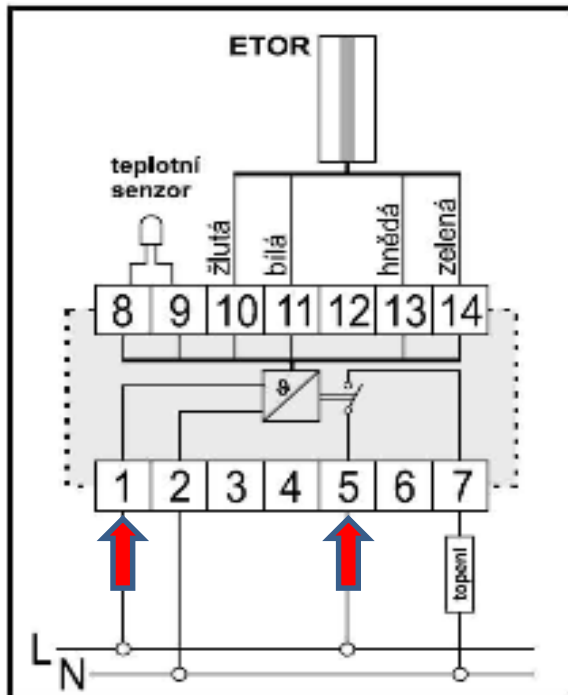 ETOR
teplotní
senzor
žlutá
bílá
hnědá
zelená
8 9 10 11 12 13 14
ϑ
1 2 3 4 5 6 7
topení
L
N